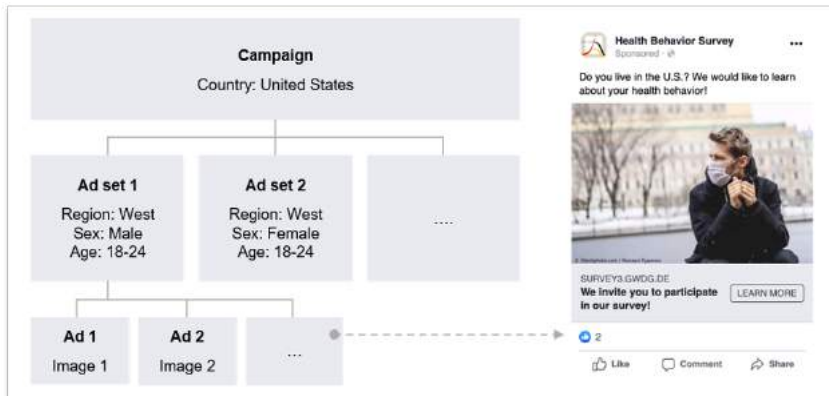 Campaign
Country: United States
Ad set 1
Region: West
Sex: Male
Age: 18-24
Ad set 2
Region: West
Sex: Female
Age: 18-24
....
Ad 1
Image 1
Ad 2
Image 2
...
Health Behavior Survey
Sponsored ·
Do you live in the U.S.? We would like to learn
about your health behavior!
SURVEY3.GWDG.DE
We invite you to participate
in our survey!
LEARN MORE
2
Like
Comment
Share